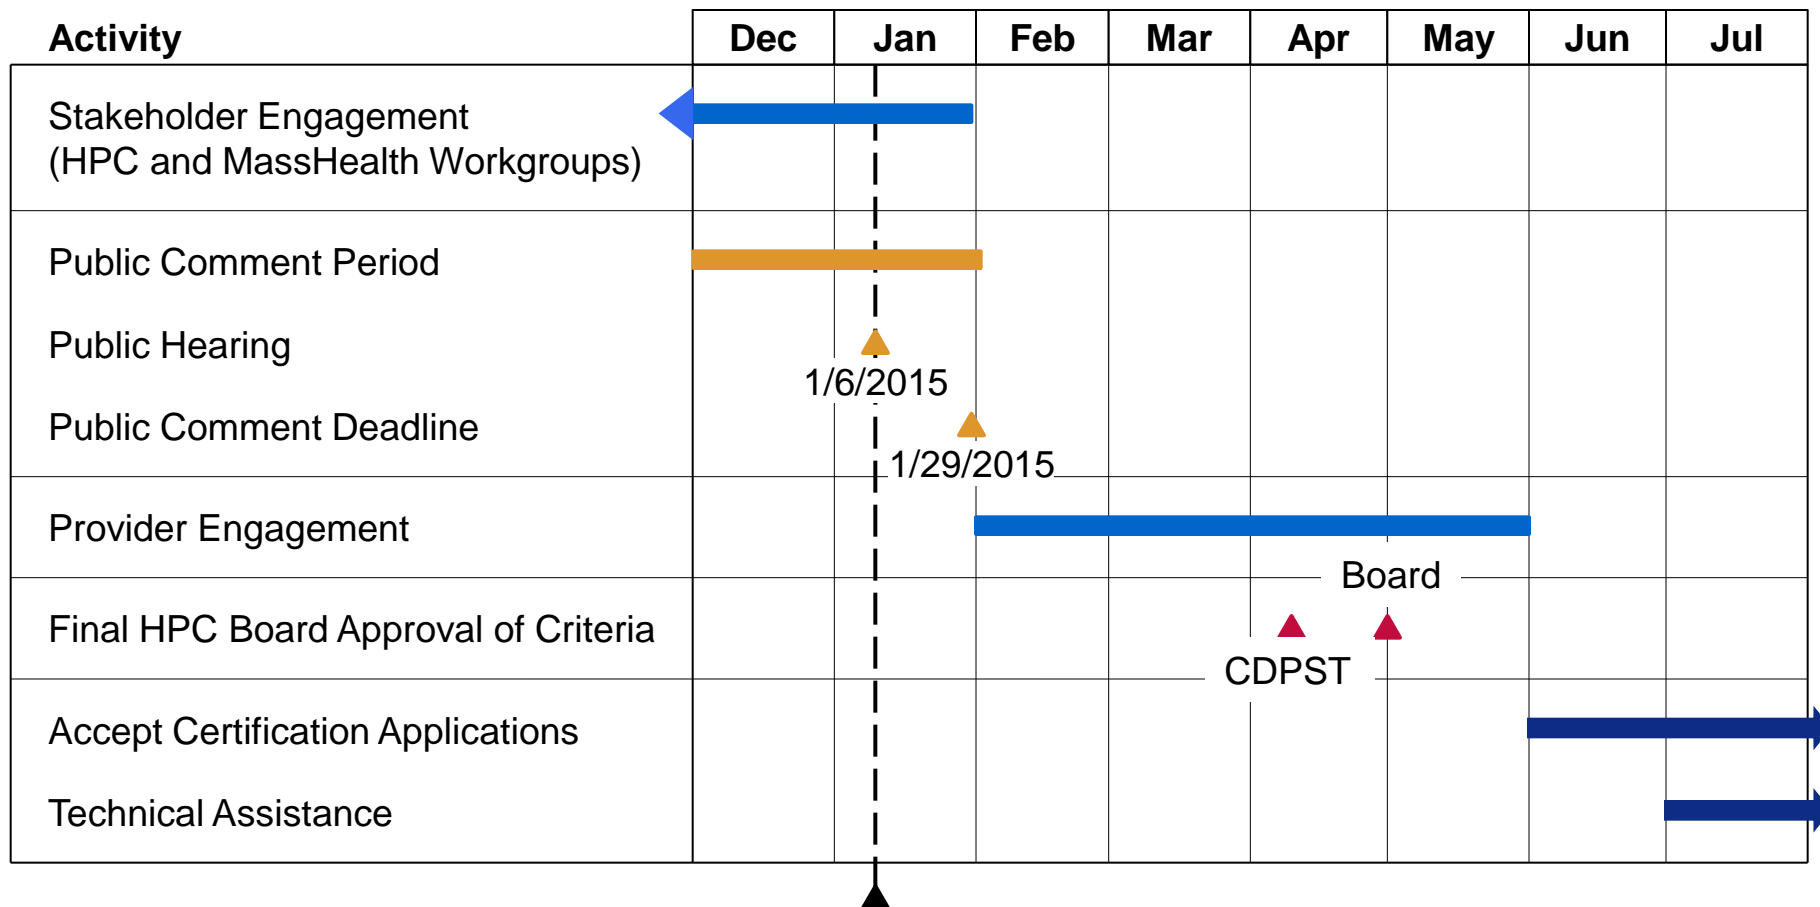 Activity Dec Jan Feb Mar Apr May Jun Jul
Stakeholder Engagement
(HPC and MassHealth Workgroups)
Public Comment Period
Public Hearing
1/6/2015
Public Comment Deadline
1/29/2015
Provider Engagement
Board
Final HPC Board Approval of Criteria
CDPST
Accept Certification Applications
Technical Assistance